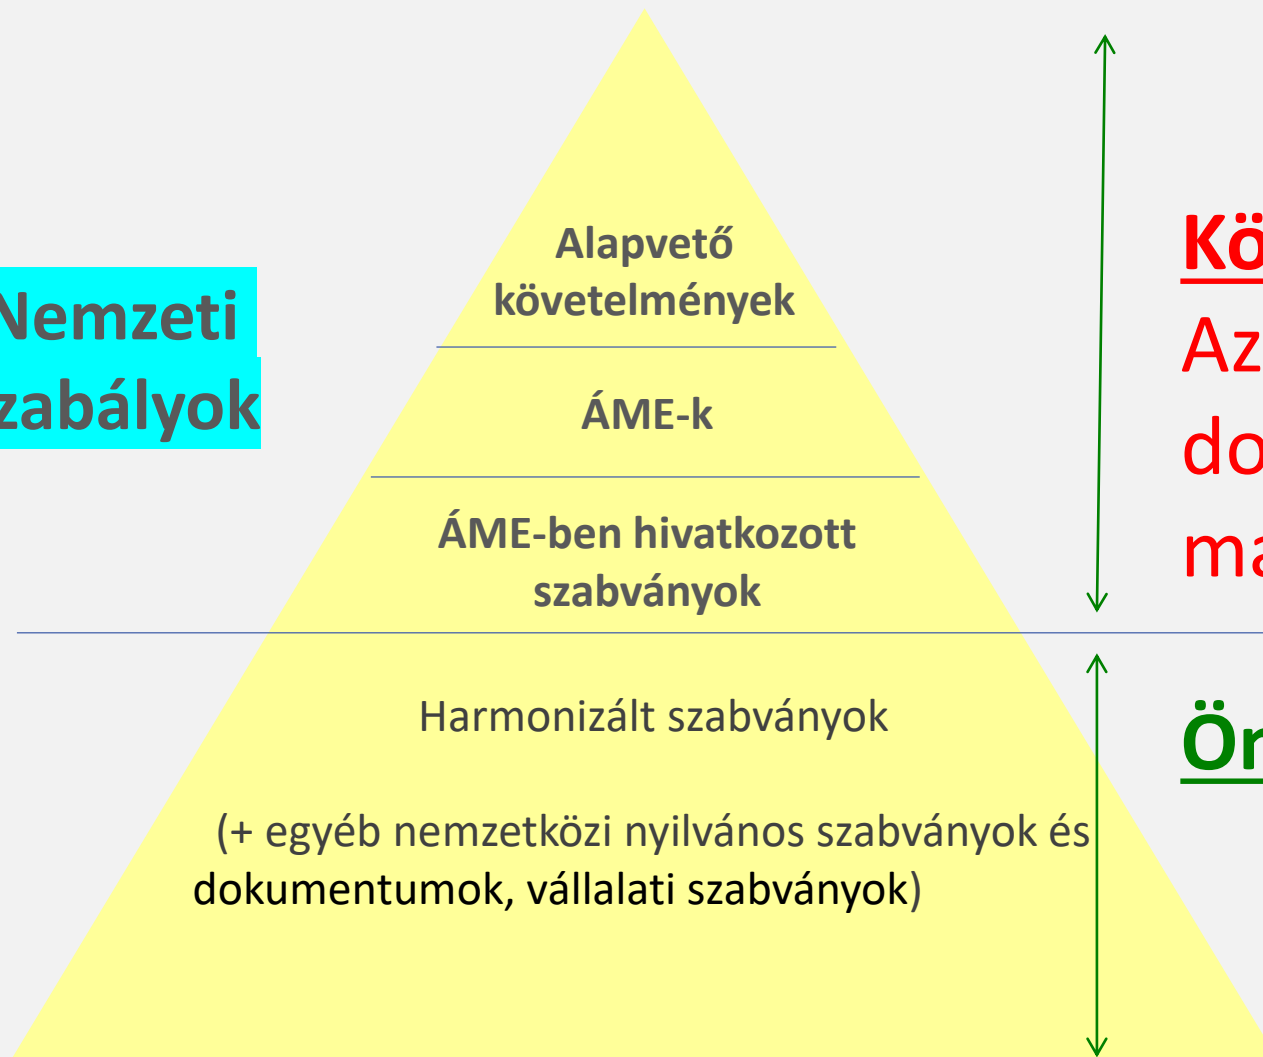 Alapvető
követelmények
Nemzeti
zabályok
ÁME-k
ÁME-ben hivatkozott
szabványok
Kö
Az
do
ma
Harmonizált szabványok
(+ egyéb nemzetközi nyilvános szabványok és
dokumentumok, vállalati szabványok)
Ön